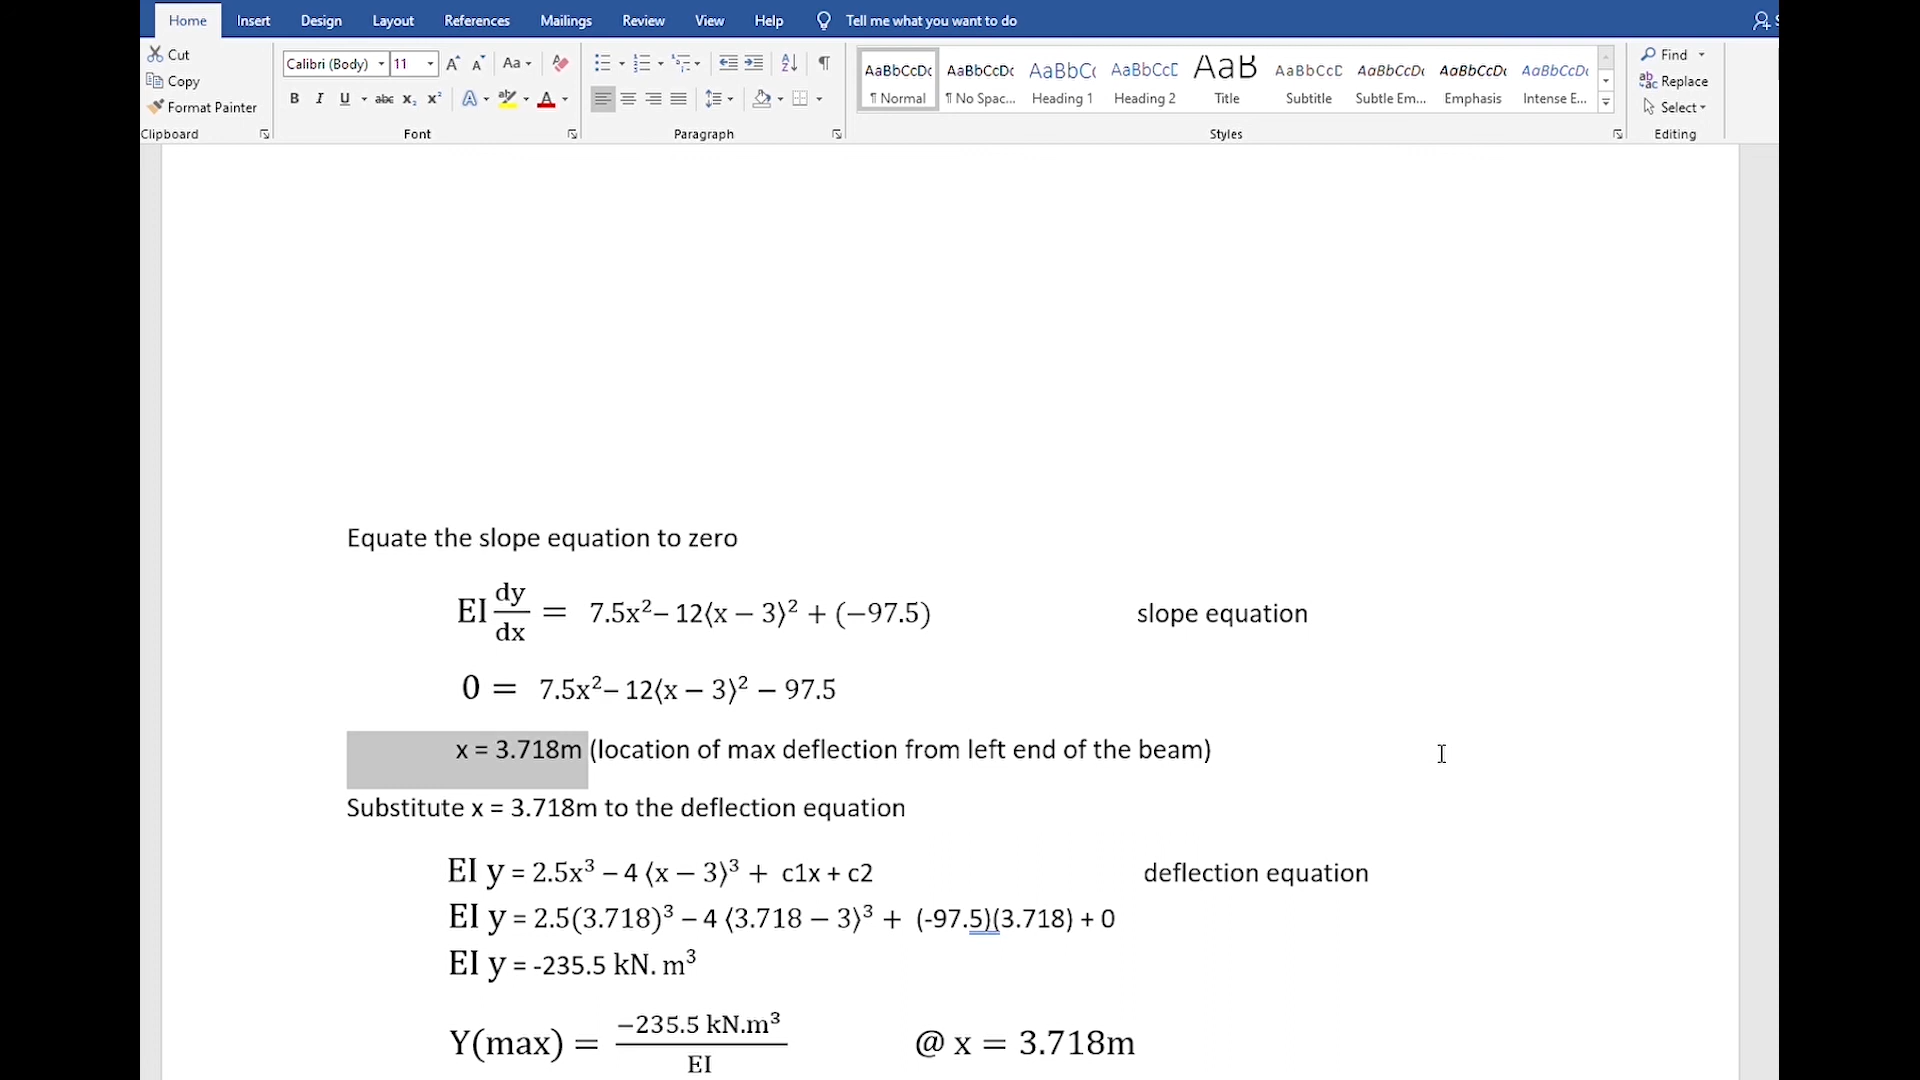 Home Insert Design Layout References Mailings Review View Help Tell me what you want to do
Cut
Copy
Format Painter
Clipboard
Calibri (Body) 11
Aa
B I U abc x₂ x² A A
Font
Paragraph
AaBbCcDc AaBbCcDc AaBbC( AaBbCcD AaB AaBbCcD AaBbCcDc AaBbCcDc AaBbCcDc
¶ Normal ¶ No Spac... Heading 1 Heading 2 Title Subtitle Subtle Em... Emphasis Intense E...
Styles
Find
Replace
Select
Editing
Equate the slope equation to zero
EI dy/dx = 7.5x²– 12⟨x − 3⟩² + (−97.5) slope equation
0 = 7.5x²– 12⟨x − 3⟩² − 97.5
x = 3.718m (location of max deflection from left end of the beam)
Substitute x = 3.718m to the deflection equation
EI y = 2.5x³ − 4 ⟨x − 3⟩³ + c1x + c2 deflection equation
EI y = 2.5(3.718)³ − 4 ⟨3.718 − 3⟩³ + (-97.5)(3.718) + 0
EI y = -235.5 kN. m³
Y(max) = −235.5 kN.m³/EI @ x = 3.718m